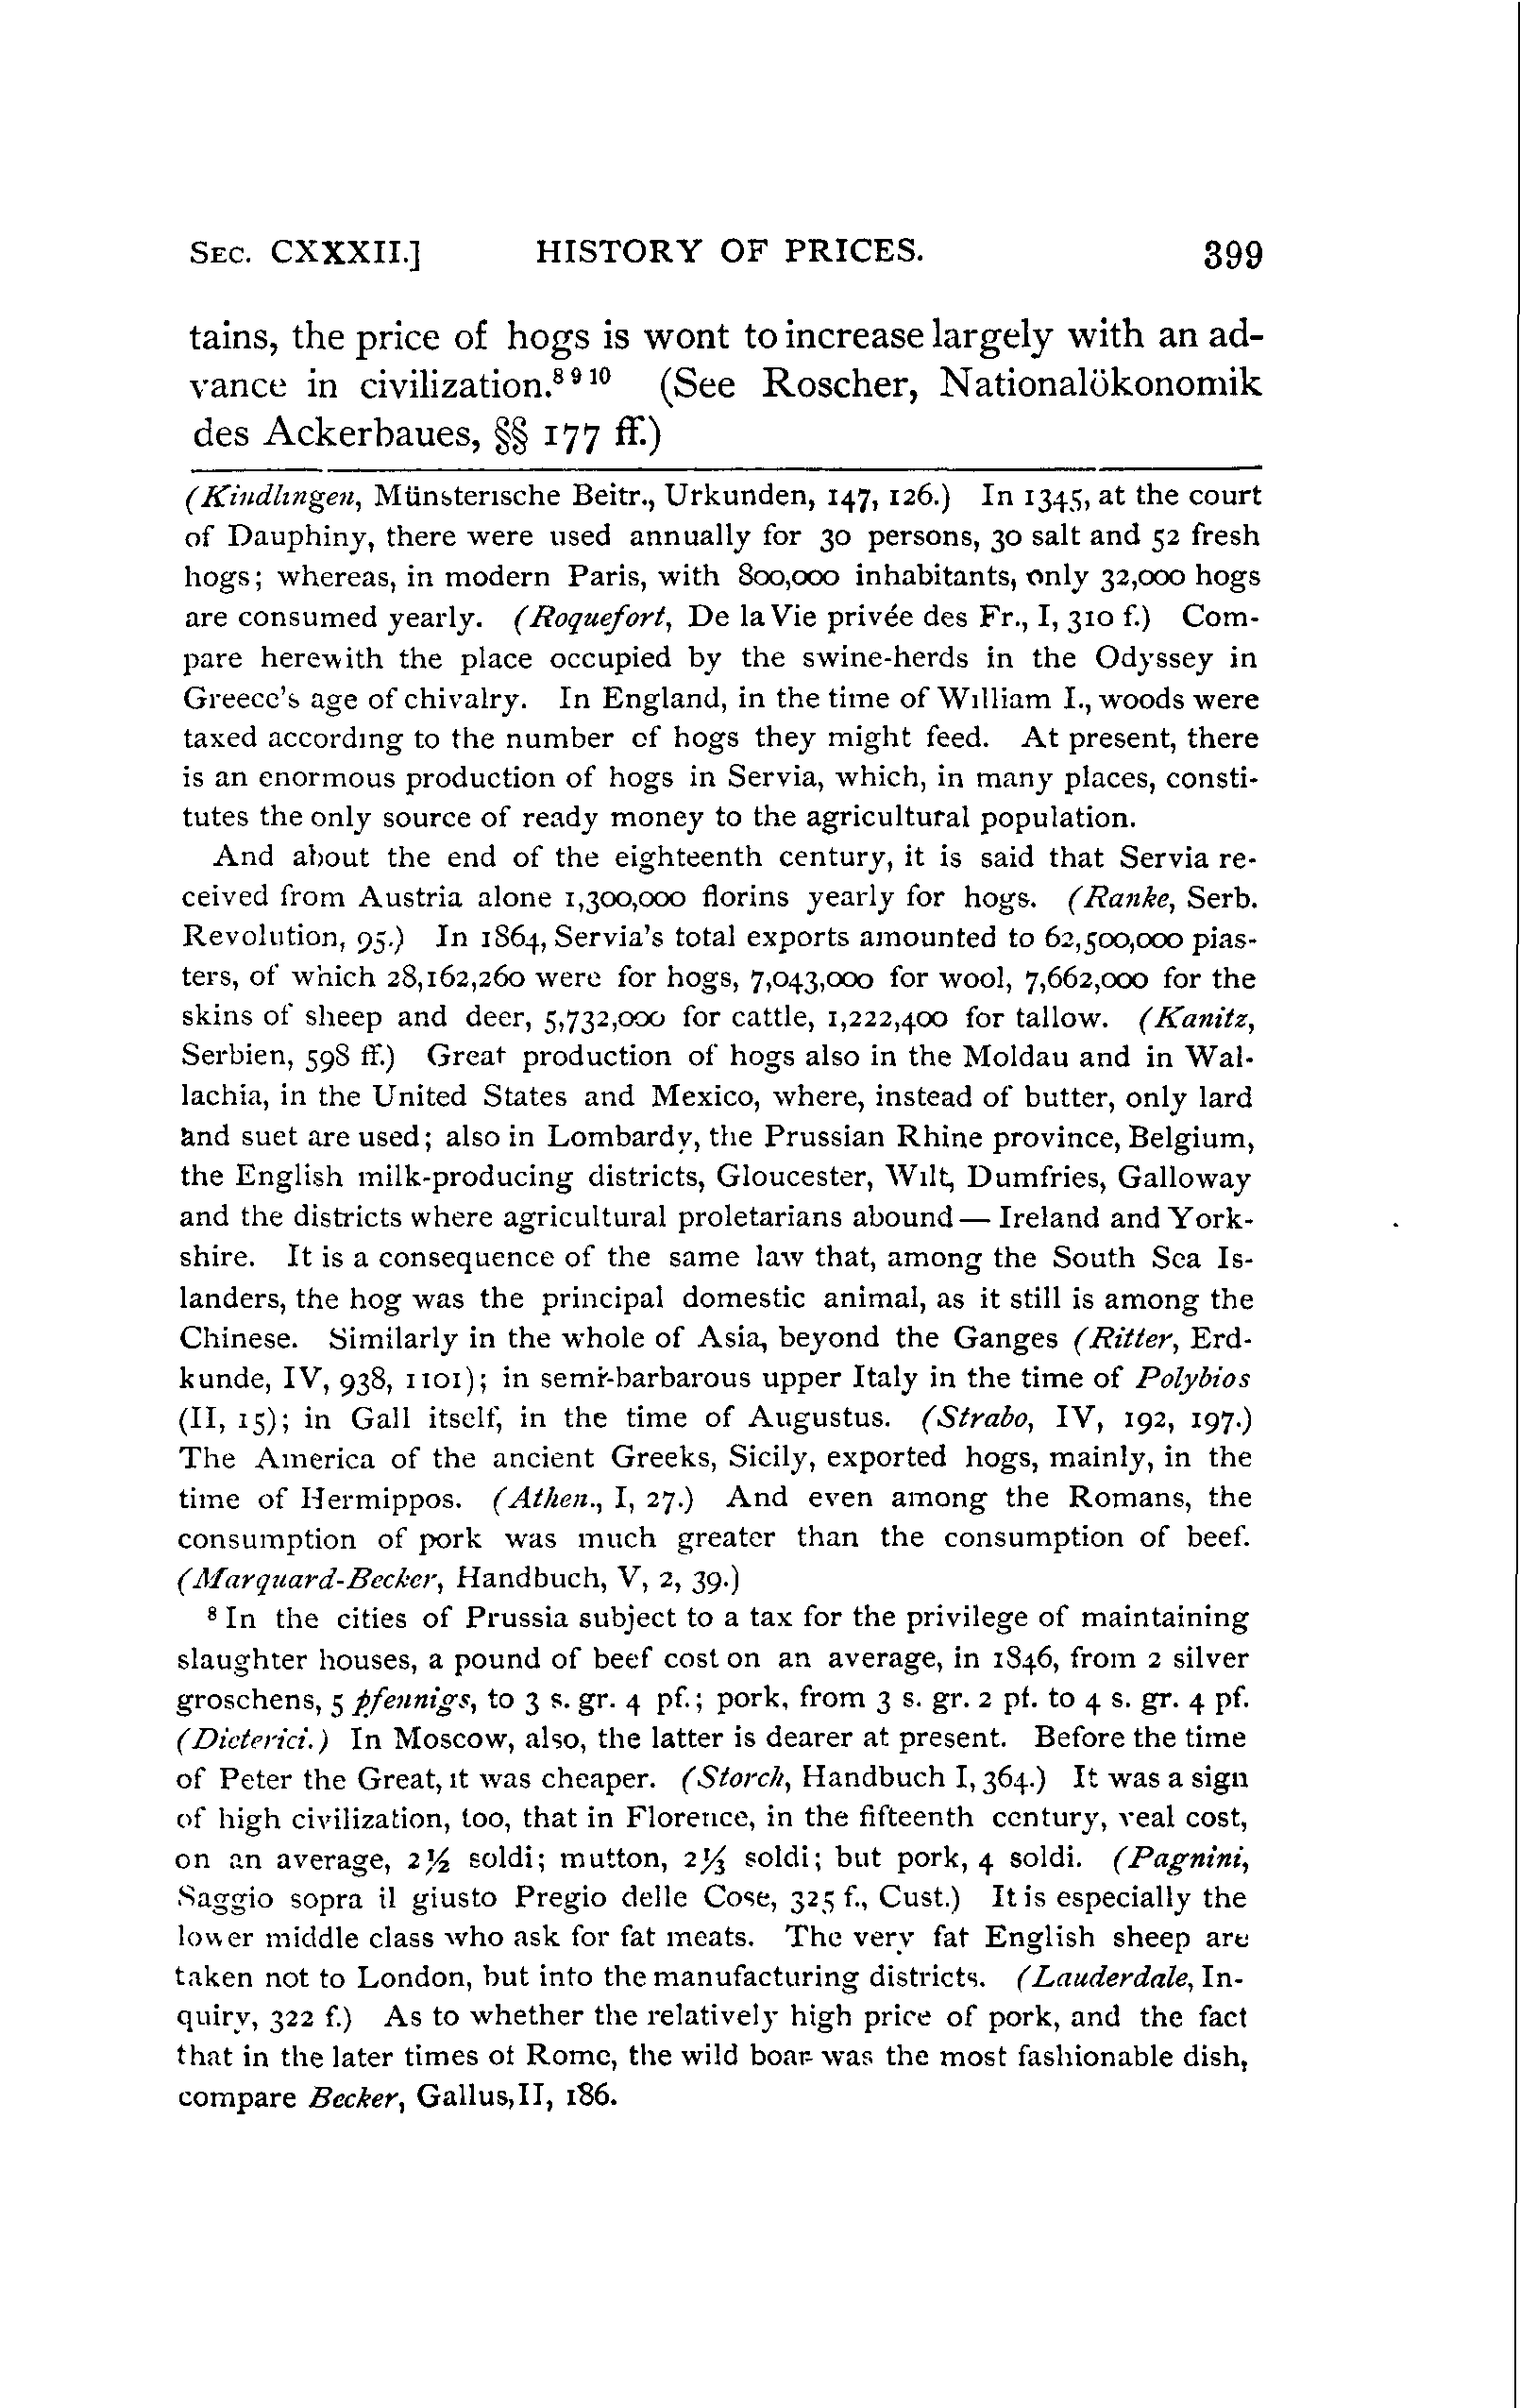 SEC. CXXXII.] HISTORY OF PRICES. 399
tains, the price of hogs is wont to increase largely with an ad-
vance in civilization.⁸ ⁹ ¹⁰ (See Roscher, Nationalökonomik
des Ackerbaues, §§ 177 ff.)
(Kindlingen, Münsterische Beitr., Urkunden, 147, 126.) In 1345, at the court
of Dauphiny, there were used annually for 30 persons, 30 salt and 52 fresh
hogs; whereas, in modern Paris, with 800,000 inhabitants, only 32,000 hogs
are consumed yearly. (Roquefort, De la Vie privée des Fr., I, 310 f.) Com-
pare herewith the place occupied by the swine-herds in the Odyssey in
Greece's age of chivalry. In England, in the time of William I., woods were
taxed according to the number of hogs they might feed. At present, there
is an enormous production of hogs in Servia, which, in many places, consti-
tutes the only source of ready money to the agricultural population.
And about the end of the eighteenth century, it is said that Servia re-
ceived from Austria alone 1,300,000 florins yearly for hogs. (Ranke, Serb.
Revolution, 95.) In 1864, Servia's total exports amounted to 62,500,000 pias-
ters, of which 28,162,260 were for hogs, 7,043,000 for wool, 7,662,000 for the
skins of sheep and deer, 5,732,000 for cattle, 1,222,400 for tallow. (Kanitz,
Serbien, 598 ff.) Great production of hogs also in the Moldau and in Wal-
lachia, in the United States and Mexico, where, instead of butter, only lard
and suet are used; also in Lombardy, the Prussian Rhine province, Belgium,
the English milk-producing districts, Gloucester, Wilt, Dumfries, Galloway
and the districts where agricultural proletarians abound — Ireland and York-
shire. It is a consequence of the same law that, among the South Sea Is-
landers, the hog was the principal domestic animal, as it still is among the
Chinese. Similarly in the whole of Asia, beyond the Ganges (Ritter, Erd-
kunde, IV, 938, 1101); in semi-barbarous upper Italy in the time of Polybios
(II, 15); in Gall itself, in the time of Augustus. (Strabo, IV, 192, 197.)
The America of the ancient Greeks, Sicily, exported hogs, mainly, in the
time of Hermippos. (Athen., I, 27.) And even among the Romans, the
consumption of pork was much greater than the consumption of beef.
(Marquard-Becker, Handbuch, V, 2, 39.)
⁸ In the cities of Prussia subject to a tax for the privilege of maintaining
slaughter houses, a pound of beef cost on an average, in 1846, from 2 silver
groschens, 5 pfennigs, to 3 s. gr. 4 pf.; pork, from 3 s. gr. 2 pf. to 4 s. gr. 4 pf.
(Dieterici.) In Moscow, also, the latter is dearer at present. Before the time
of Peter the Great, it was cheaper. (Storch, Handbuch I, 364.) It was a sign
of high civilization, too, that in Florence, in the fifteenth century, veal cost,
on an average, 2½ soldi; mutton, 2⅓ soldi; but pork, 4 soldi. (Pagnini,
Saggio sopra il giusto Pregio delle Cose, 325 f., Cust.) It is especially the
lower middle class who ask for fat meats. The very fat English sheep are
taken not to London, but into the manufacturing districts. (Lauderdale, In-
quiry, 322 f.) As to whether the relatively high price of pork, and the fact
that in the later times of Rome, the wild boar was the most fashionable dish,
compare Becker, Gallus, II, 186.